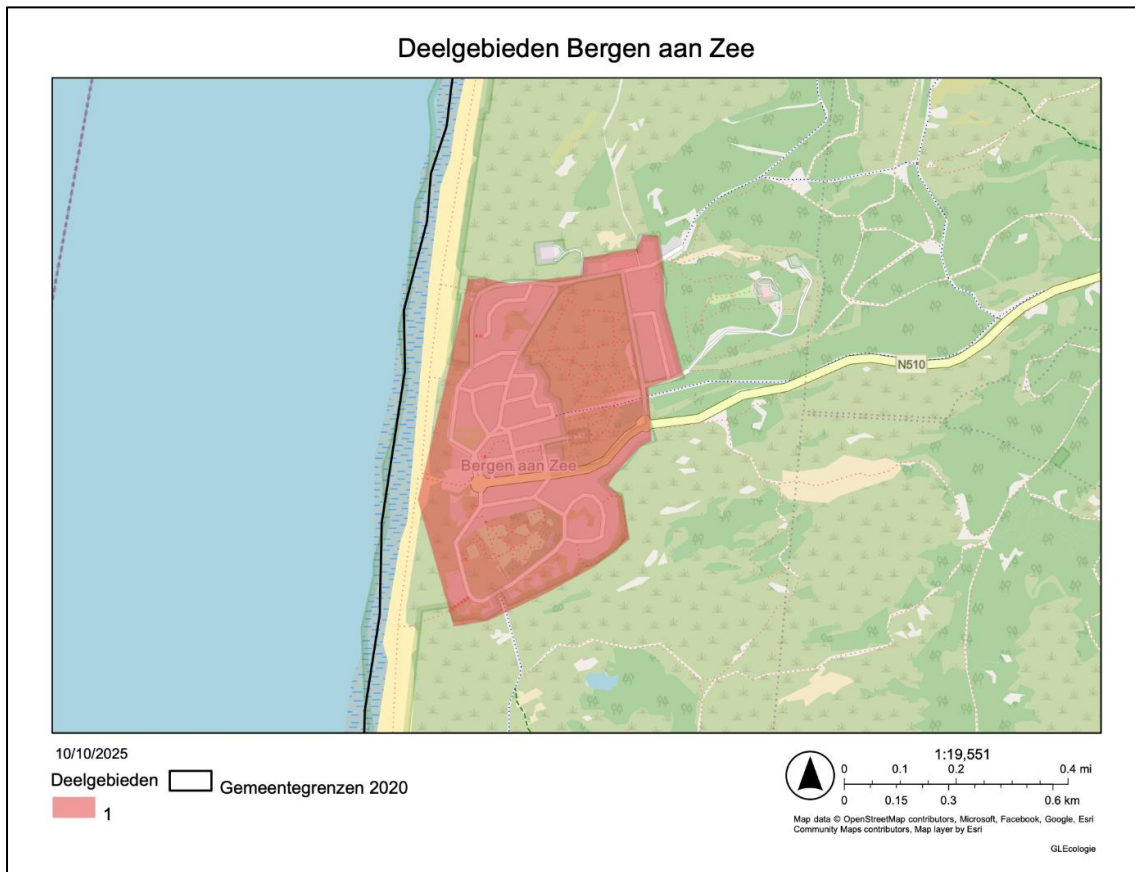 Deelgebieden Bergen aan Zee
N510
Bergen aan Zee
10/10/2025
Deelgebieden
Gemeentegrenzen 2020
1
1:19,551
0 0.1 0.2 0.4 mi
0 0.15 0.3 0.6 km
Map data © OpenStreetMap contributors, Microsoft, Facebook, Google, Esri
Community Maps contributors, Map layer by Esri
GLEcologie